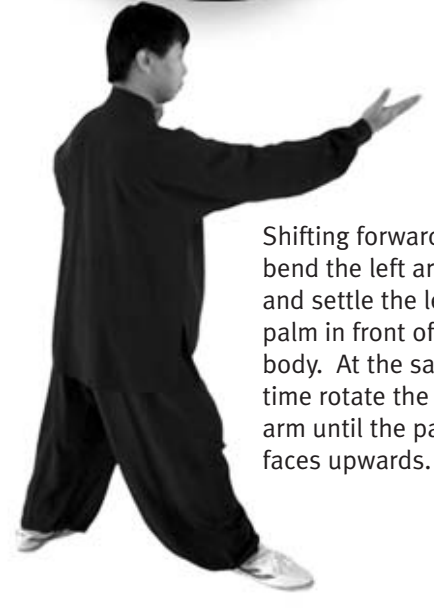 Shifting forward
bend the left
and settle the
palm in front of
body. At the
time rotate the
arm until the
faces upwards.